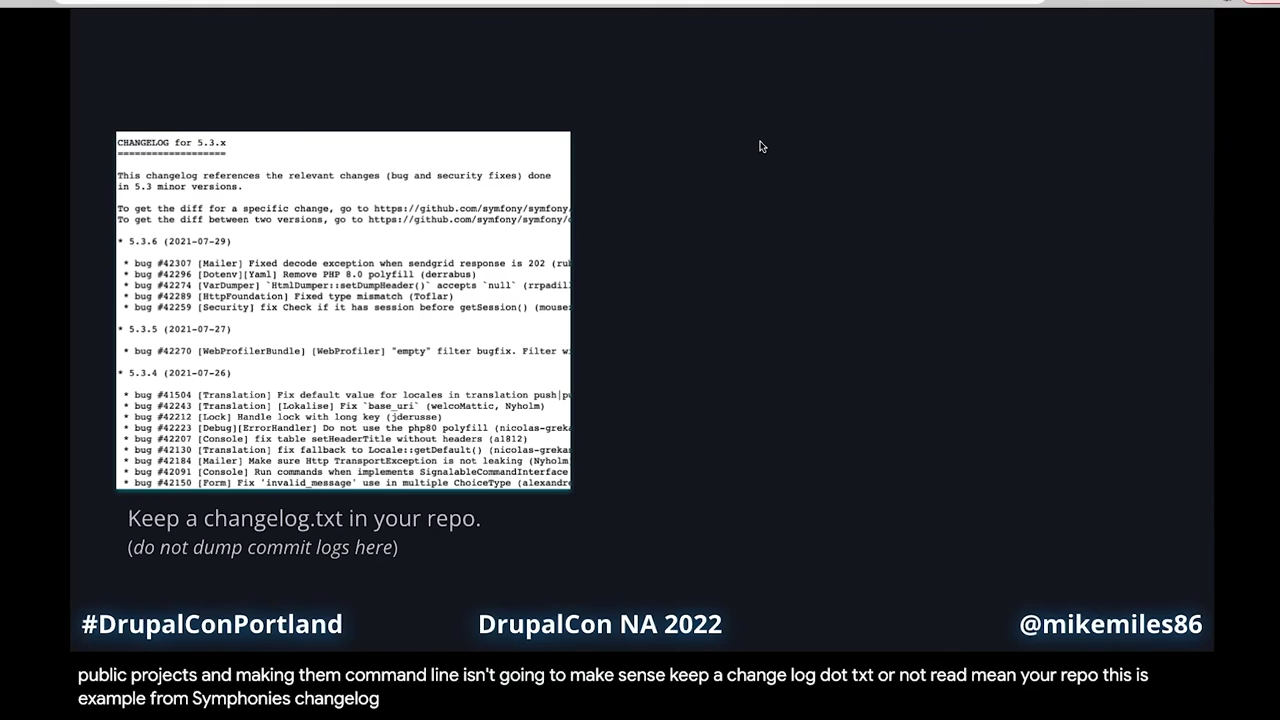 CHANGELOG for 5.3.x
===================
This changelog references the relevant changes (bug and security fixes) done
in 5.3 minor versions.
To get the diff for a specific change, go to https://github.com/symfony/symfony/
To get the diff between two versions, go to https://github.com/symfony/symfony/
* 5.3.6 (2021-07-29)
* bug #42307 [Mailer] Fixed decode exception when sendgrid response is 202
* bug #42296 [Dotenv][Yaml] Remove PHP 8.0 polyfill (derrabus)
* bug #42274 [VarDumper] `HtmlDumper::setDumpHeader()` accepts `null` (rrpadil
* bug #42289 [HttpFoundation] Fixed type mismatch (Toflar)
* bug #42259 [Security] fix Check if it has session before getSession() (mouse
* 5.3.5 (2021-07-27)
* bug #42270 [WebProfilerBundle] [WebProfiler] "empty" filter bugfix. Filter
* 5.3.4 (2021-07-26)
* bug #41504 [Translation] Fix default value for locales in translation push|p
* bug #42243 [Translation] [Lokalise] Fix `base_uri` (welcoMattic, Nyholm)
* bug #42212 [Lock] Handle lock with long key (jderusse)
* bug #42223 [Debug][ErrorHandler] Do not use the php80 polyfill (nicolas-greka
* bug #42207 [Console] fix table setHeaderTitle without headers (a1812)
* bug #42130 [Translation] fix fallback to Locale::getDefault() (nicolas-greka
* bug #42184 [Mailer] Make sure Http TransportException is not leaking (Nyholm
* bug #42091 [Console] Run commands when implements SignalableCommandInterface
* bug #42150 [Form] Fix 'invalid_message' use in multiple ChoiceType (alexandr
Keep a changelog.txt in your repo.
(do not dump commit logs here)
#DrupalConPortland DrupalCon NA 2022 @mikemiles86
public projects and making them command line isn't going to make sense keep a change log dot txt or not read mean your repo this is
example from Symphonies changelog